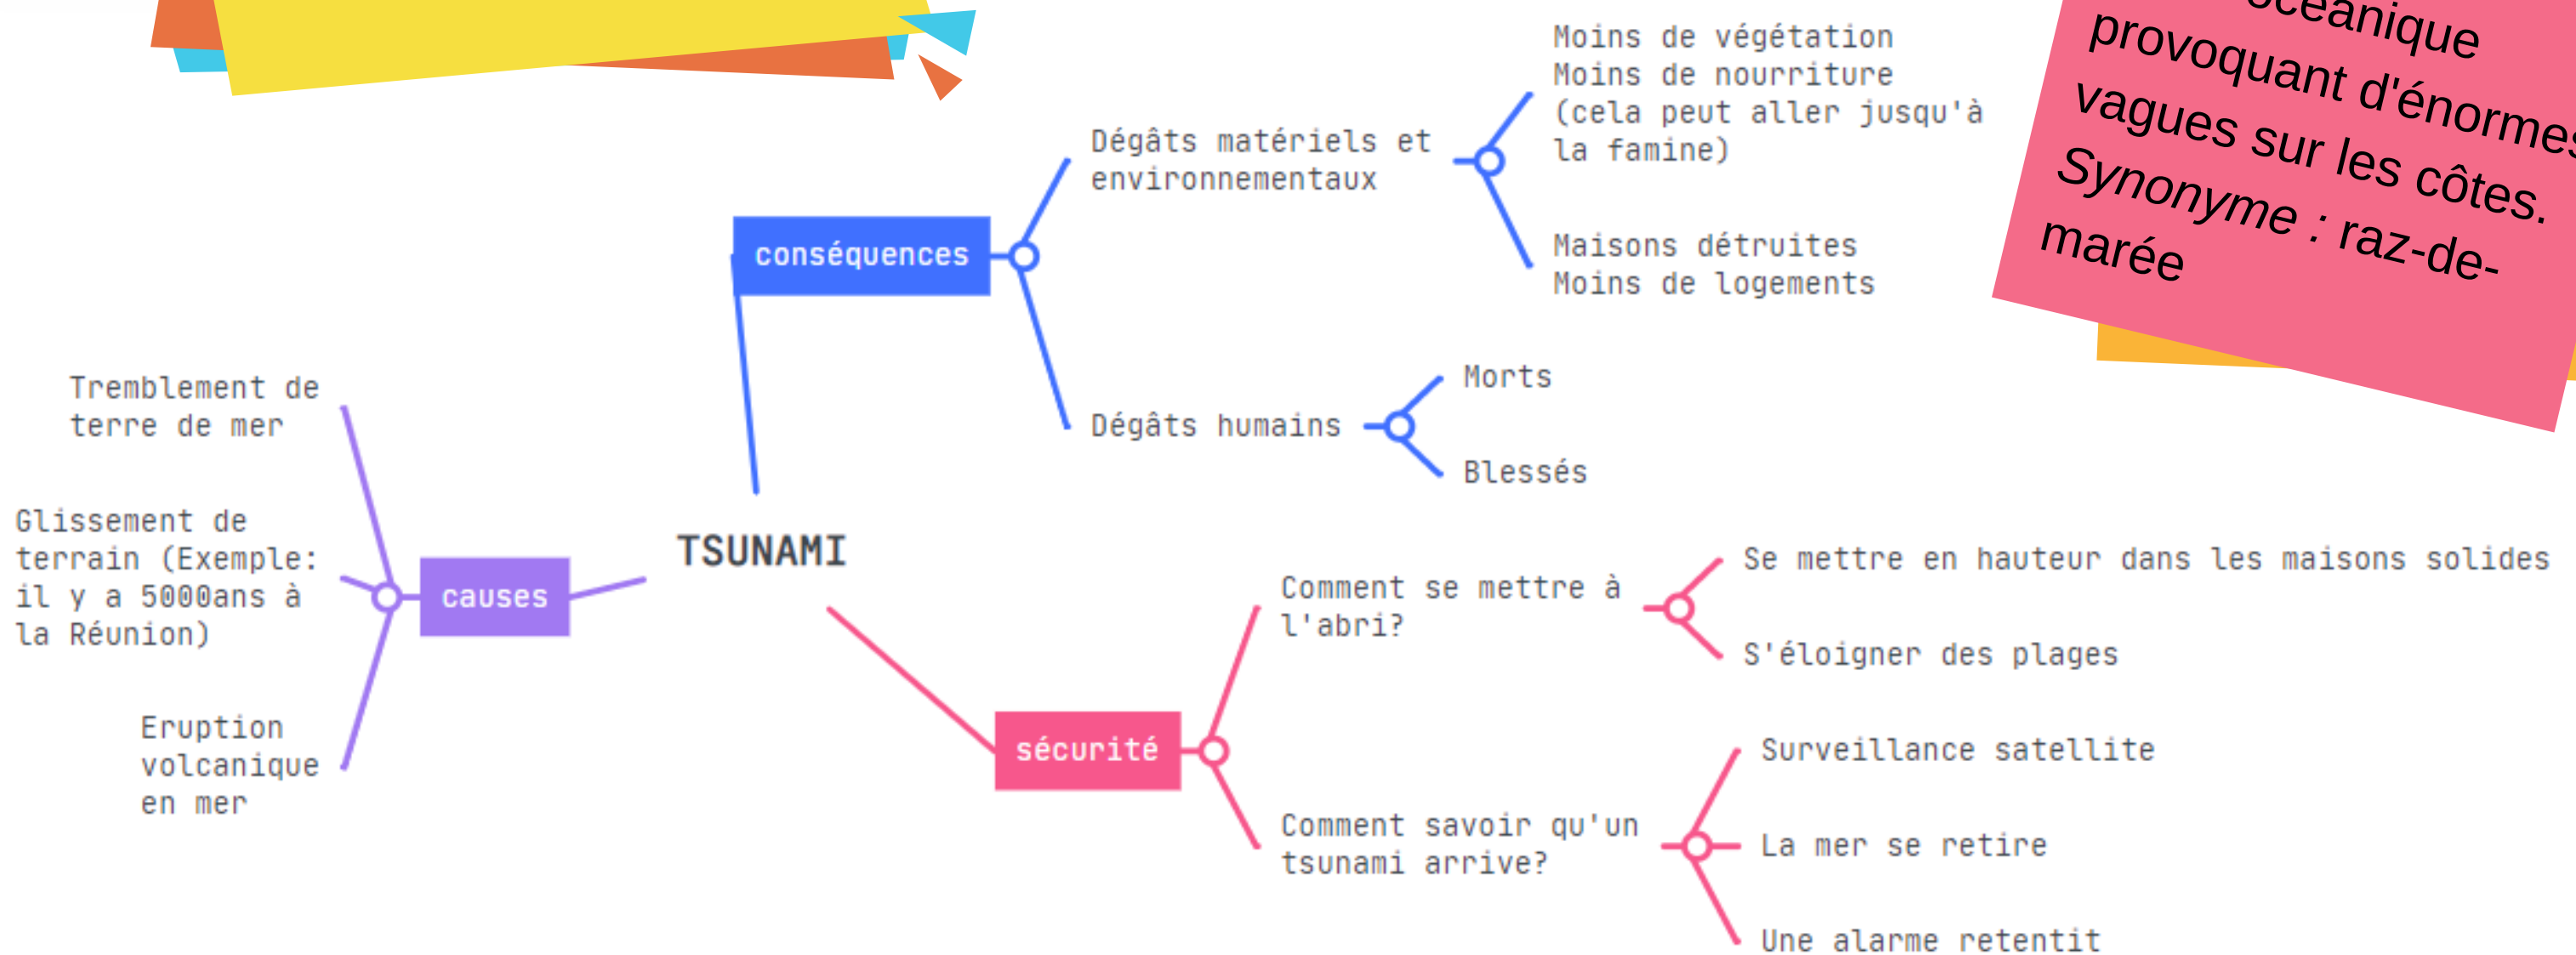 océanique
provoquant d'énormes
vagues sur les côtes.
Synonyme : raz-de-
marée
Moins de végétation
Moins de nourriture
(cela peut aller jusqu'à
la famine)
Dégâts matériels et
environnementaux
Maisons détruites
Moins de logements
conséquences
Morts
Dégâts humains
Blessés
Tremblement de
terre de mer
Glissement de
terrain (Exemple:
il y a 5000ans à
la Réunion)
causes
Eruption
volcanique
en mer
TSUNAMI
Comment se mettre à
l'abri?
Se mettre en hauteur dans les maisons solides
S'éloigner des plages
sécurité
Comment savoir qu'un
tsunami arrive?
Surveillance satellite
La mer se retire
Une alarme retentit